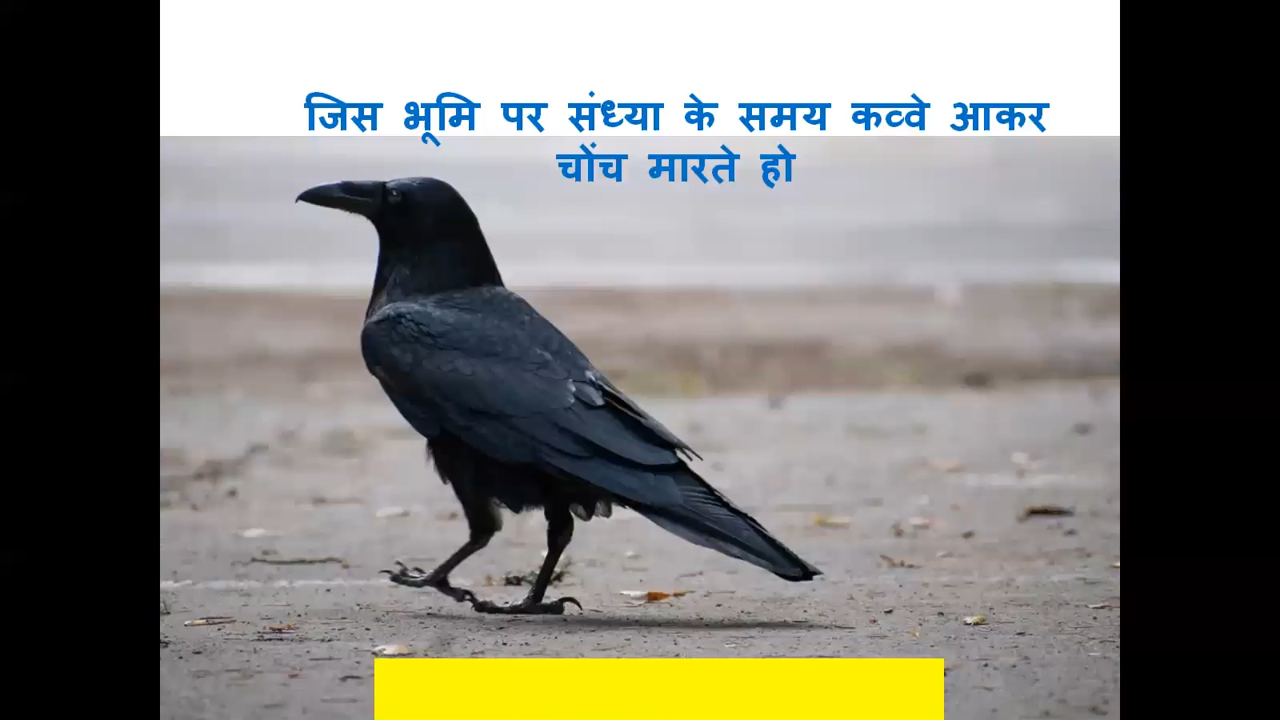 जिस भूमि पर संध्या के समय कव्वे आकर
चोंच मारते हो